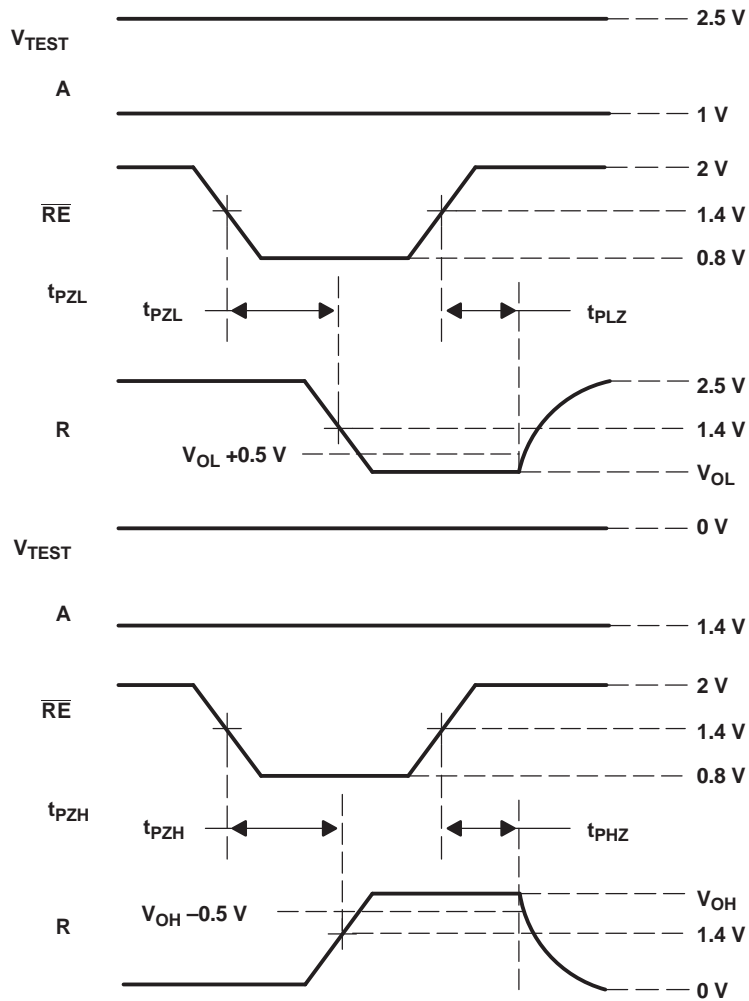 2.5 V
V_TEST
A
1 V
2 V
R̅E̅
1.4 V
0.8 V
t_PZL
t_PZL
t_PLZ
2.5 V
R
1.4 V
V_OL +0.5 V
V_OL
0 V
V_TEST
A
1.4 V
2 V
R̅E̅
1.4 V
0.8 V
t_PZH
t_PZH
t_PHZ
V_OH
V_OH –0.5 V
R
1.4 V
0 V